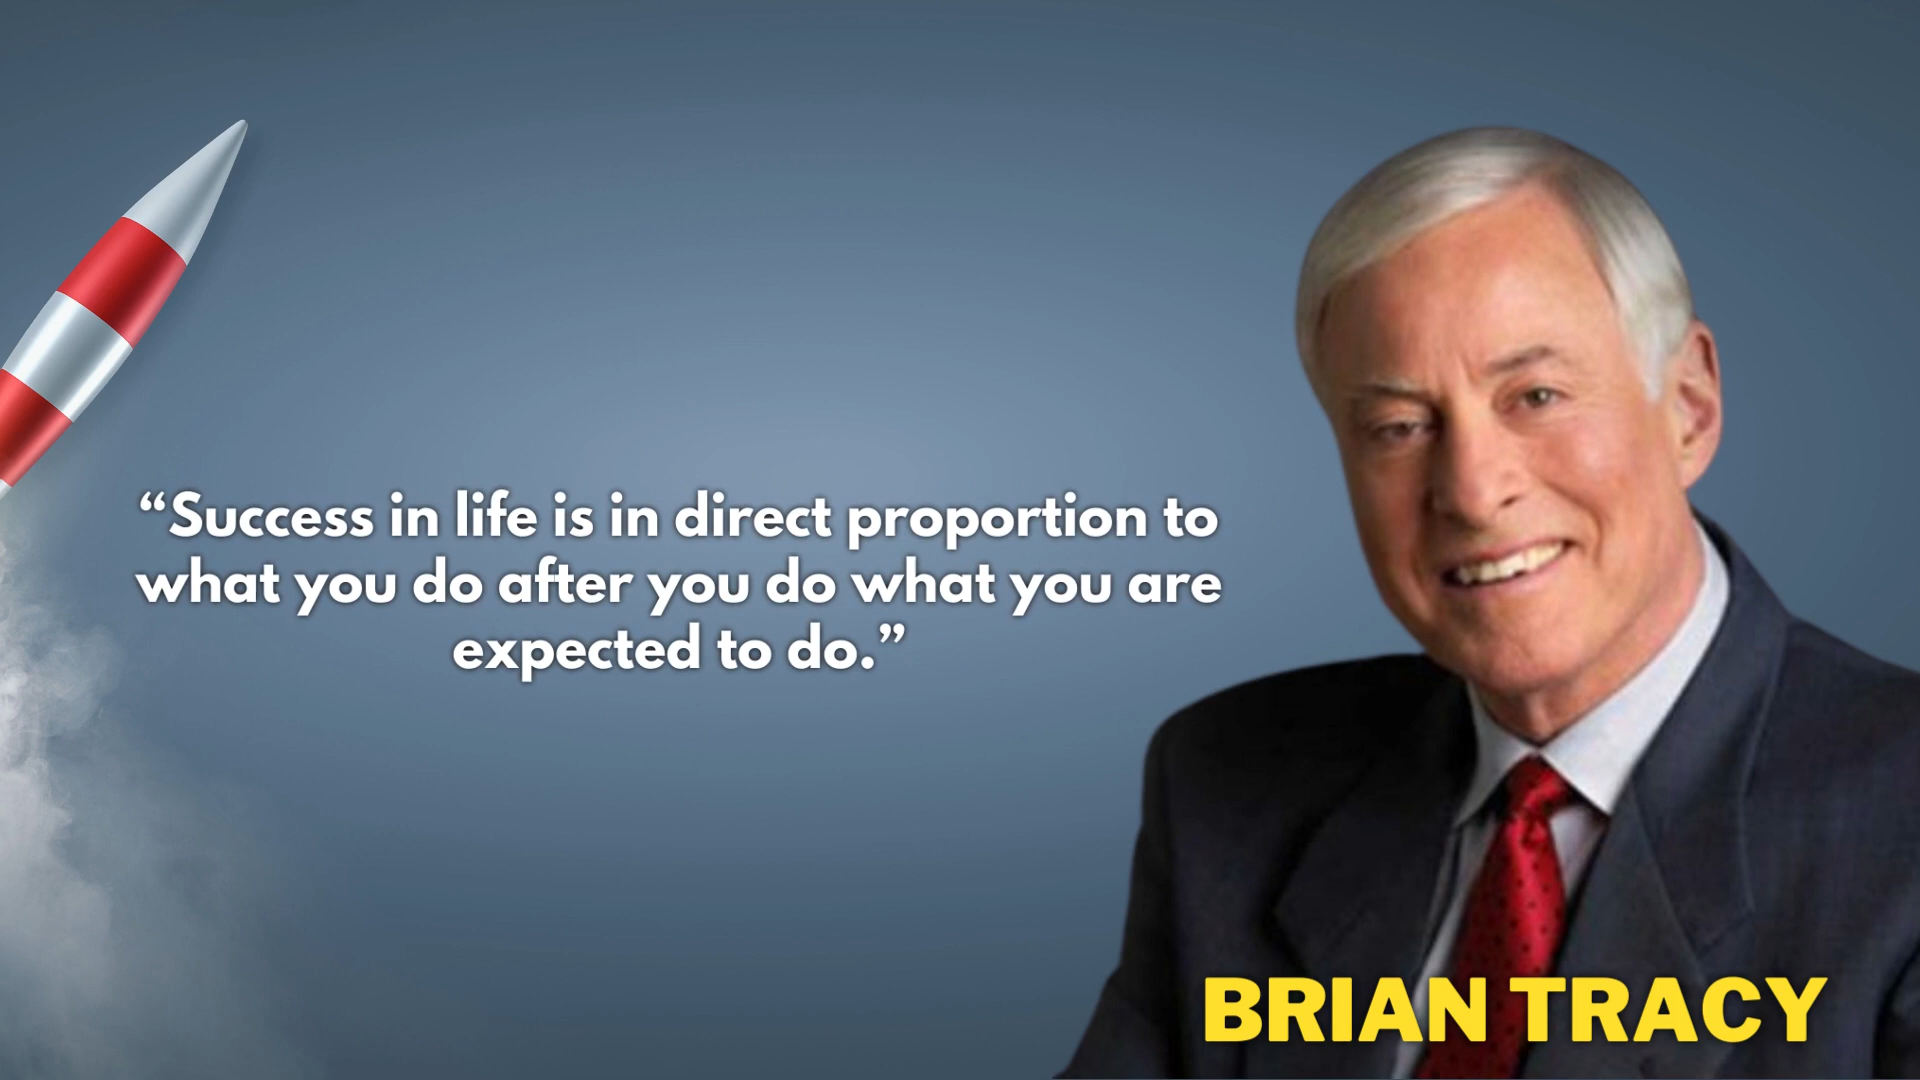 “Success in life is in direct proportion to
what you do after you do what you are
expected to do.”
BRIAN TRACY